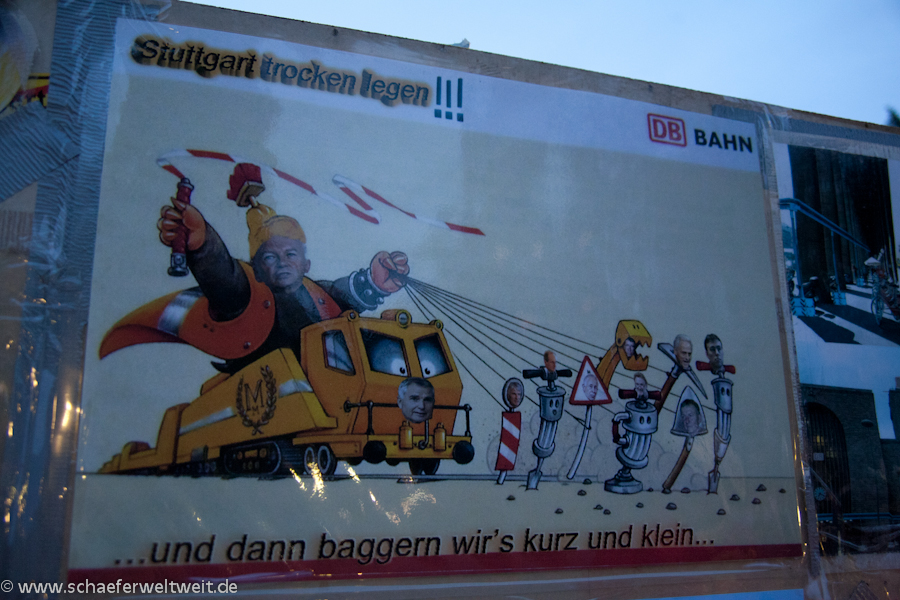 Stuttgart trocken legen!!!
DB BAHN
M
...und dann baggern wir's kurz und klein...
© www.schaeferweltweit.de